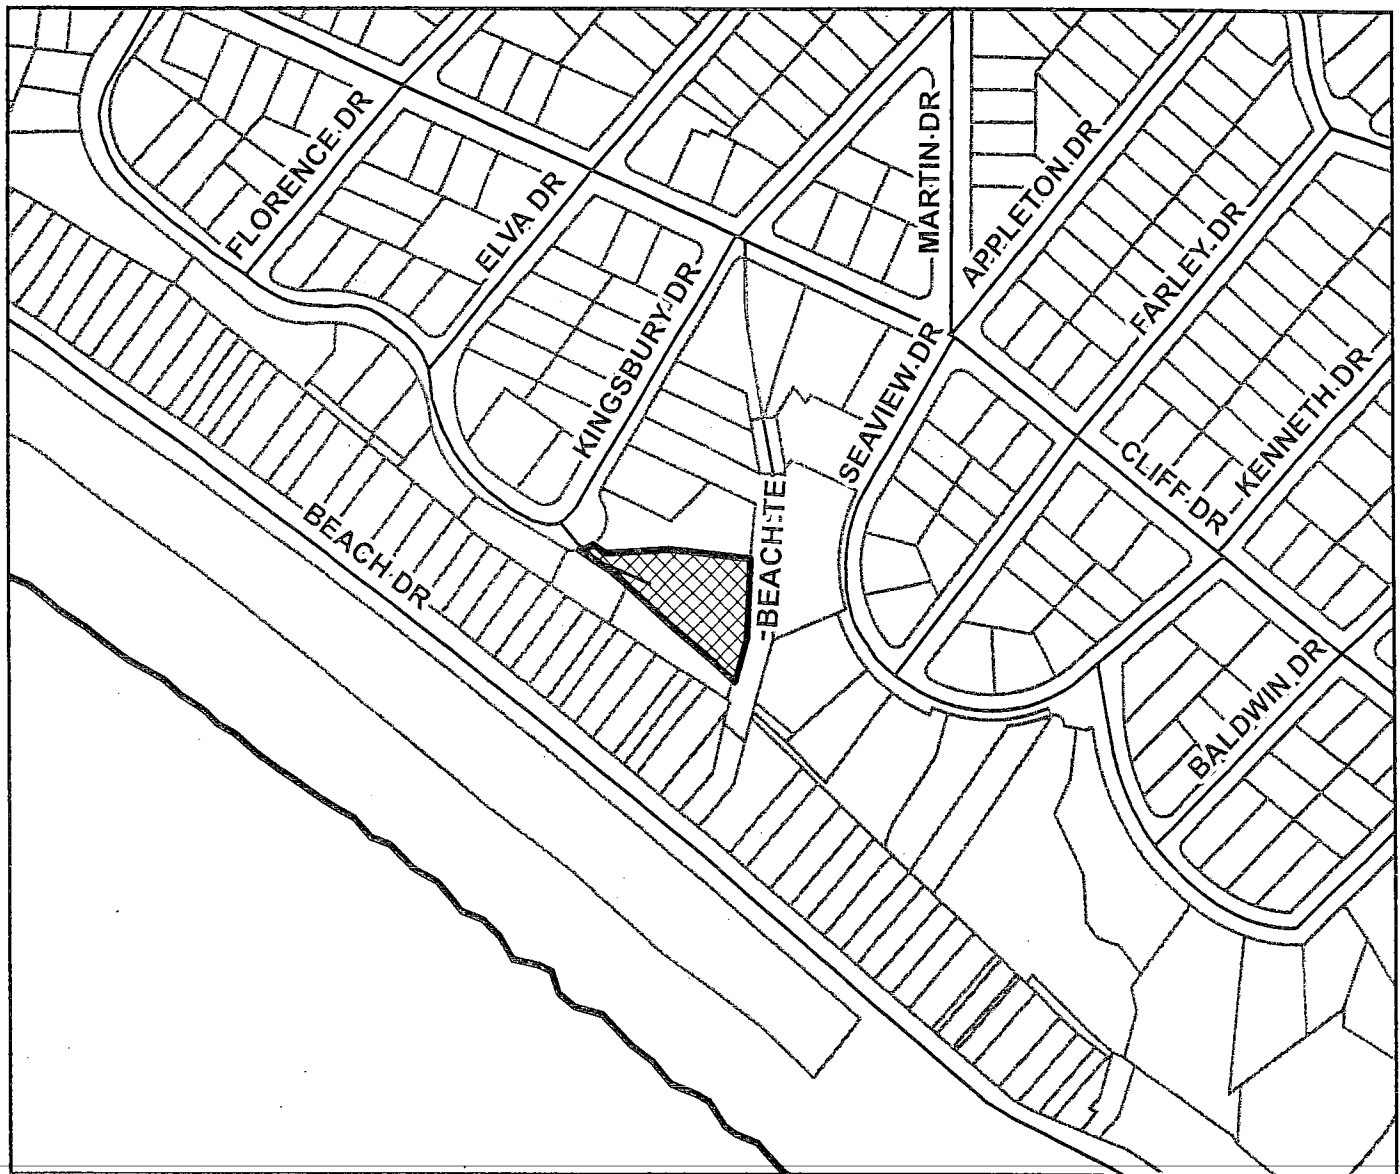 FLORENCE DR
ELVA DR
KINGSBURY DR
MARTIN DR
APPLETON DR
FARLEY DR
SEAVIEW DR
CLIFF DR
KENNETH DR
BEACH DR
BEACH TE
BALDWIN DR